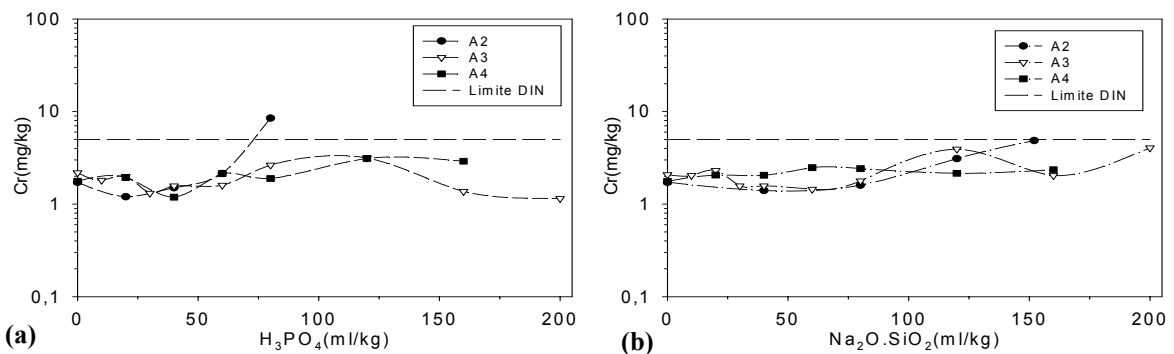 100
10
1
0,1
Cr(mg/kg)
A2
A3
A4
Limite DIN
0 50 100 150 200
H₃PO₄(ml/kg)
(a)
100
10
1
0,1
Cr(mg/kg)
A2
A3
A4
Limite DIN
0 50 100 150 200
Na₂O.SiO₂(ml/kg)
(b)